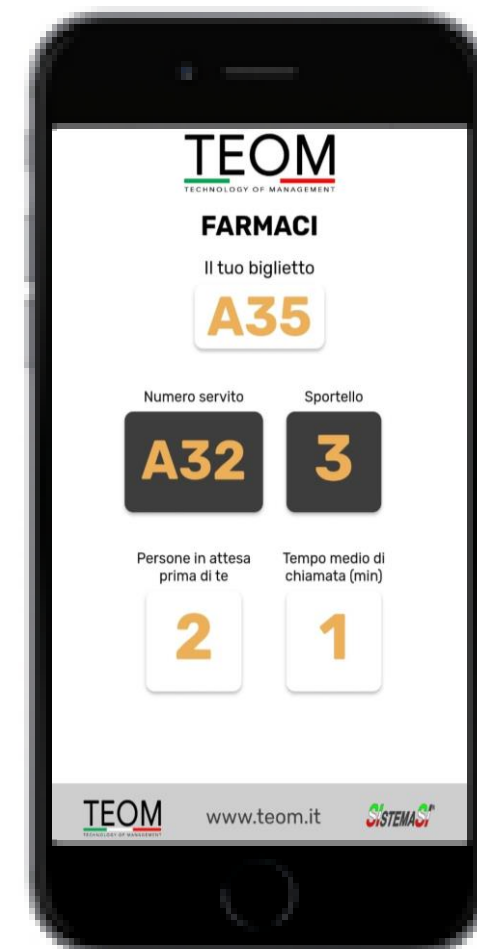 TEOM
TECHNOLOGY OF MANAGEMENT
FARMACI
Il tuo biglietto
A35
Numero servito
Sportello
A32
3
Persone in attesa
prima di te
Tempo medio di
chiamata (min)
2
1
TEOM
TECHNOLOGY OF MANAGEMENT
www.teom.it
SISTEMASI